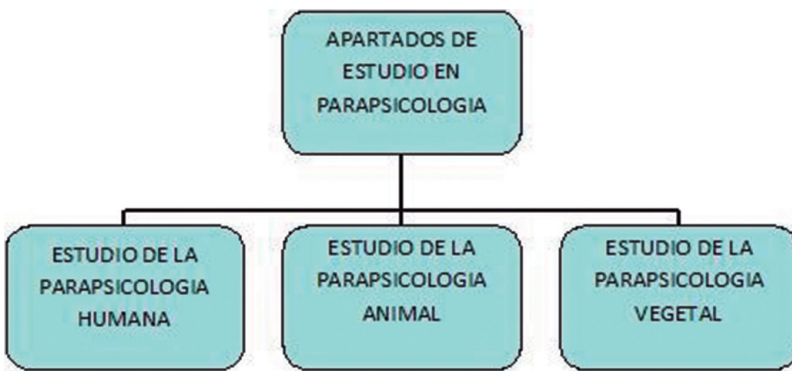 APARTADOS DE
ESTUDIO EN
PARAPSICOLOGIA
ESTUDIO DE LA
PARAPSICOLOGIA
HUMANA
ESTUDIO DE LA
PARAPSICOLOGIA
ANIMAL
ESTUDIO DE LA
PARAPSICOLOGIA
VEGETAL